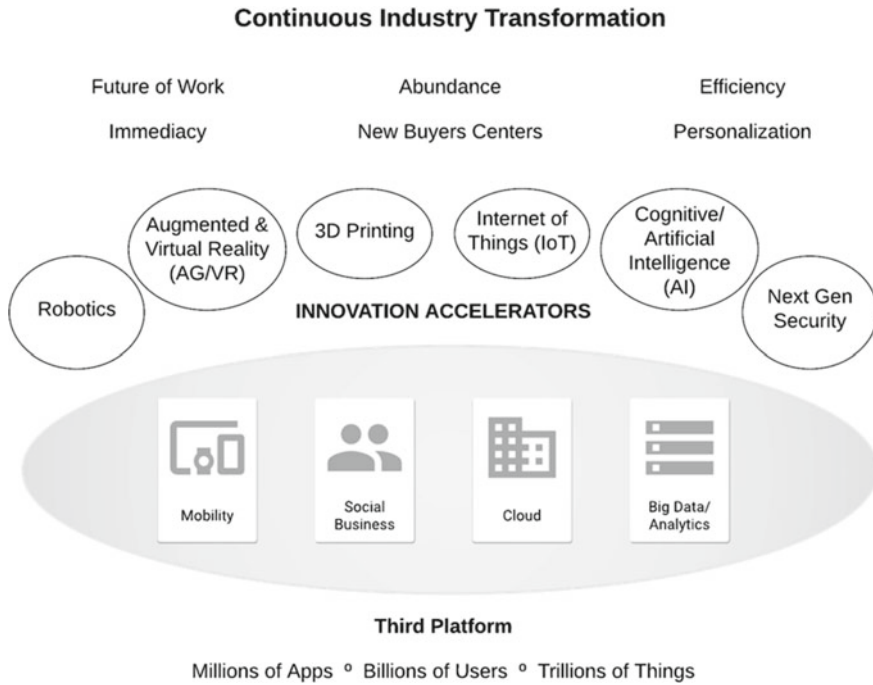 Continuous Industry Transformation
Future of Work
Abundance
Efficiency
Immediacy
New Buyers Centers
Personalization
Robotics
Augmented &
Virtual Reality
(AG/VR)
3D Printing
Internet of
Things (IoT)
Cognitive/
Artificial
Intelligence
(AI)
Next Gen
Security
INNOVATION ACCELERATORS
Mobility
Social
Business
Cloud
Big Data/
Analytics
Third Platform
Millions of Apps º Billions of Users º Trillions of Things